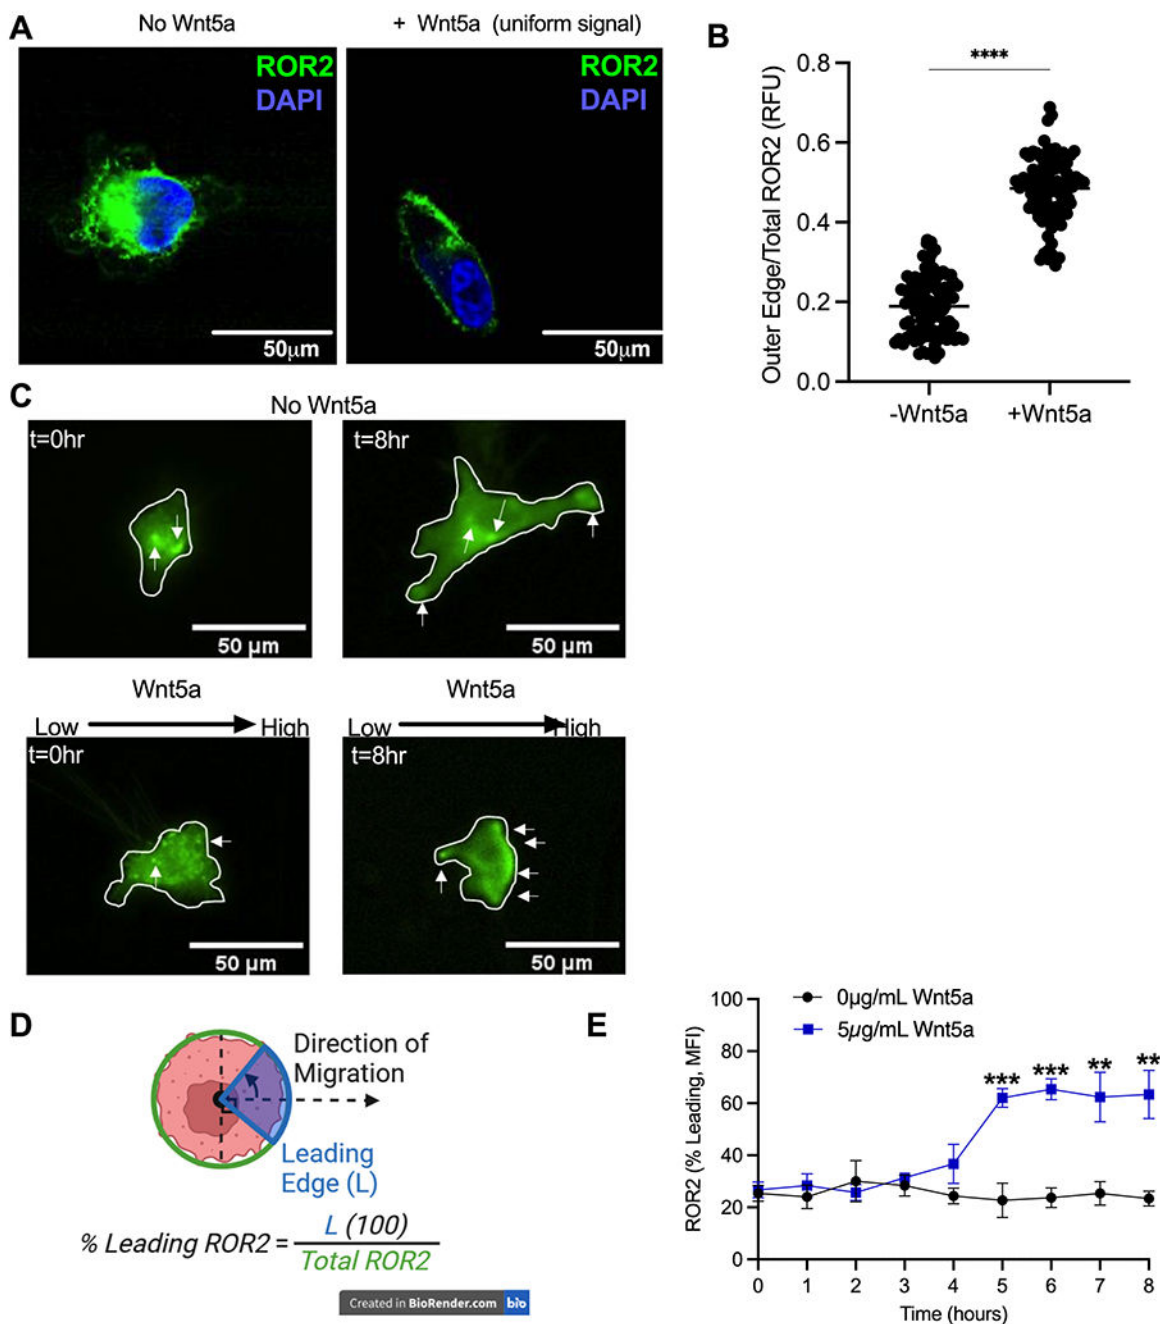 A
No Wnt5a
+ Wnt5a (uniform signal)
ROR2
DAPI
50µm
ROR2
DAPI
50µm
B
Outer Edge/Total ROR2 (RFU)
0.8
0.6
0.4
0.2
0.0
****
-Wnt5a
+Wnt5a
C
No Wnt5a
t=0hr
50 µm
t=8hr
50 µm
Wnt5a
Low
High
t=0hr
50 µm
Wnt5a
Low
High
t=8hr
50 µm
D
Direction of
Migration
Leading
Edge (L)
% Leading ROR2 = L (100)
Total ROR2
Created in BioRender.com bio
E
0µg/mL Wnt5a
5µg/mL Wnt5a
ROR2 (% Leading, MFI)
100
80
60
40
20
0
*** *** ** **
0 1 2 3 4 5 6 7 8
Time (hours)